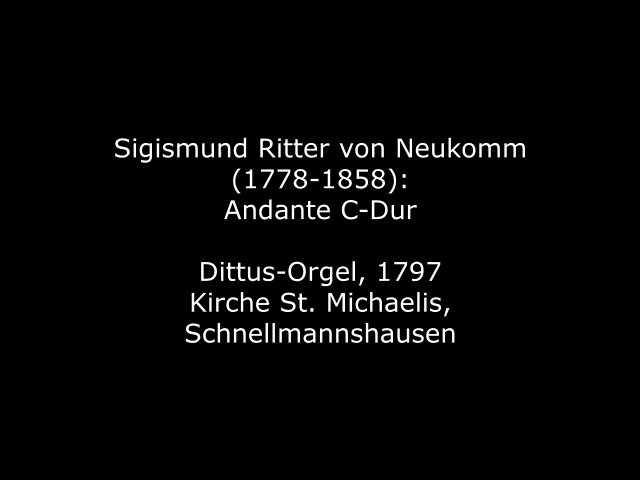 Sigismund Ritter von Neukomm
(1778-1858):
Andante C-Dur
Dittus-Orgel, 1797
Kirche St. Michaelis,
Schnellmannshausen